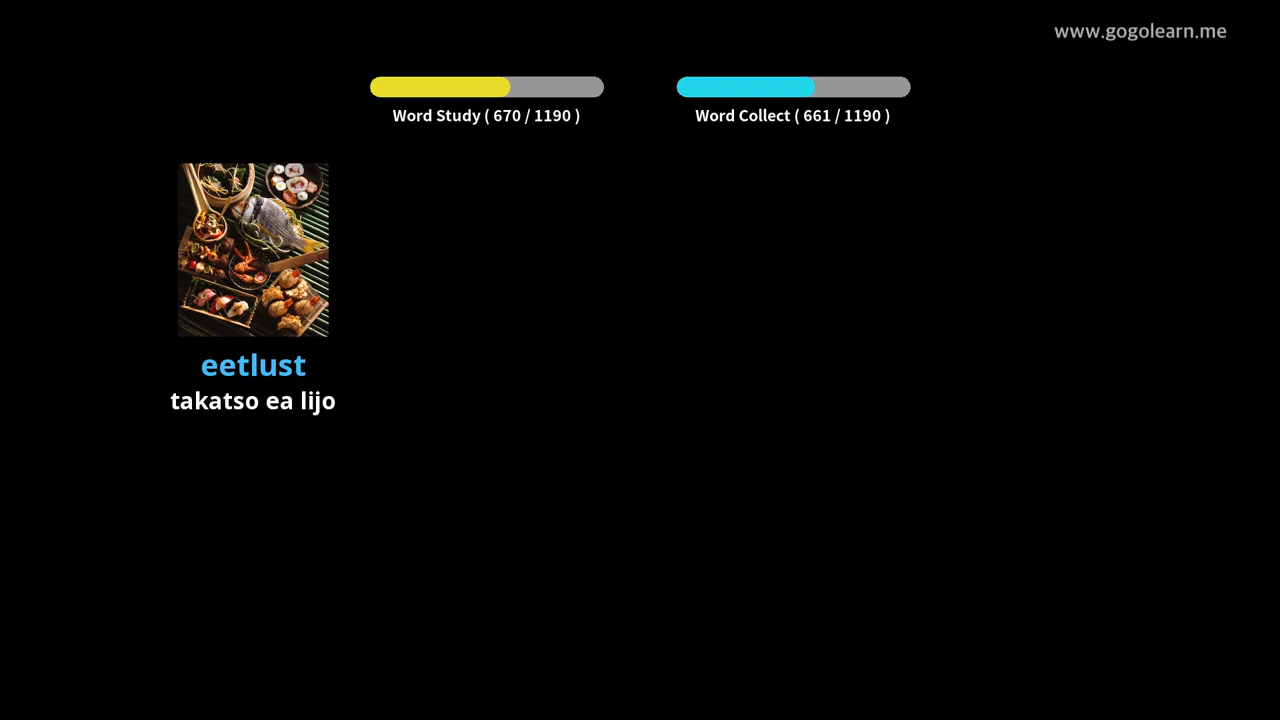 www.gogolearn.me
Word Study ( 670 / 1190 )
Word Collect ( 661 / 1190 )
eetlust
takatso ea lijo